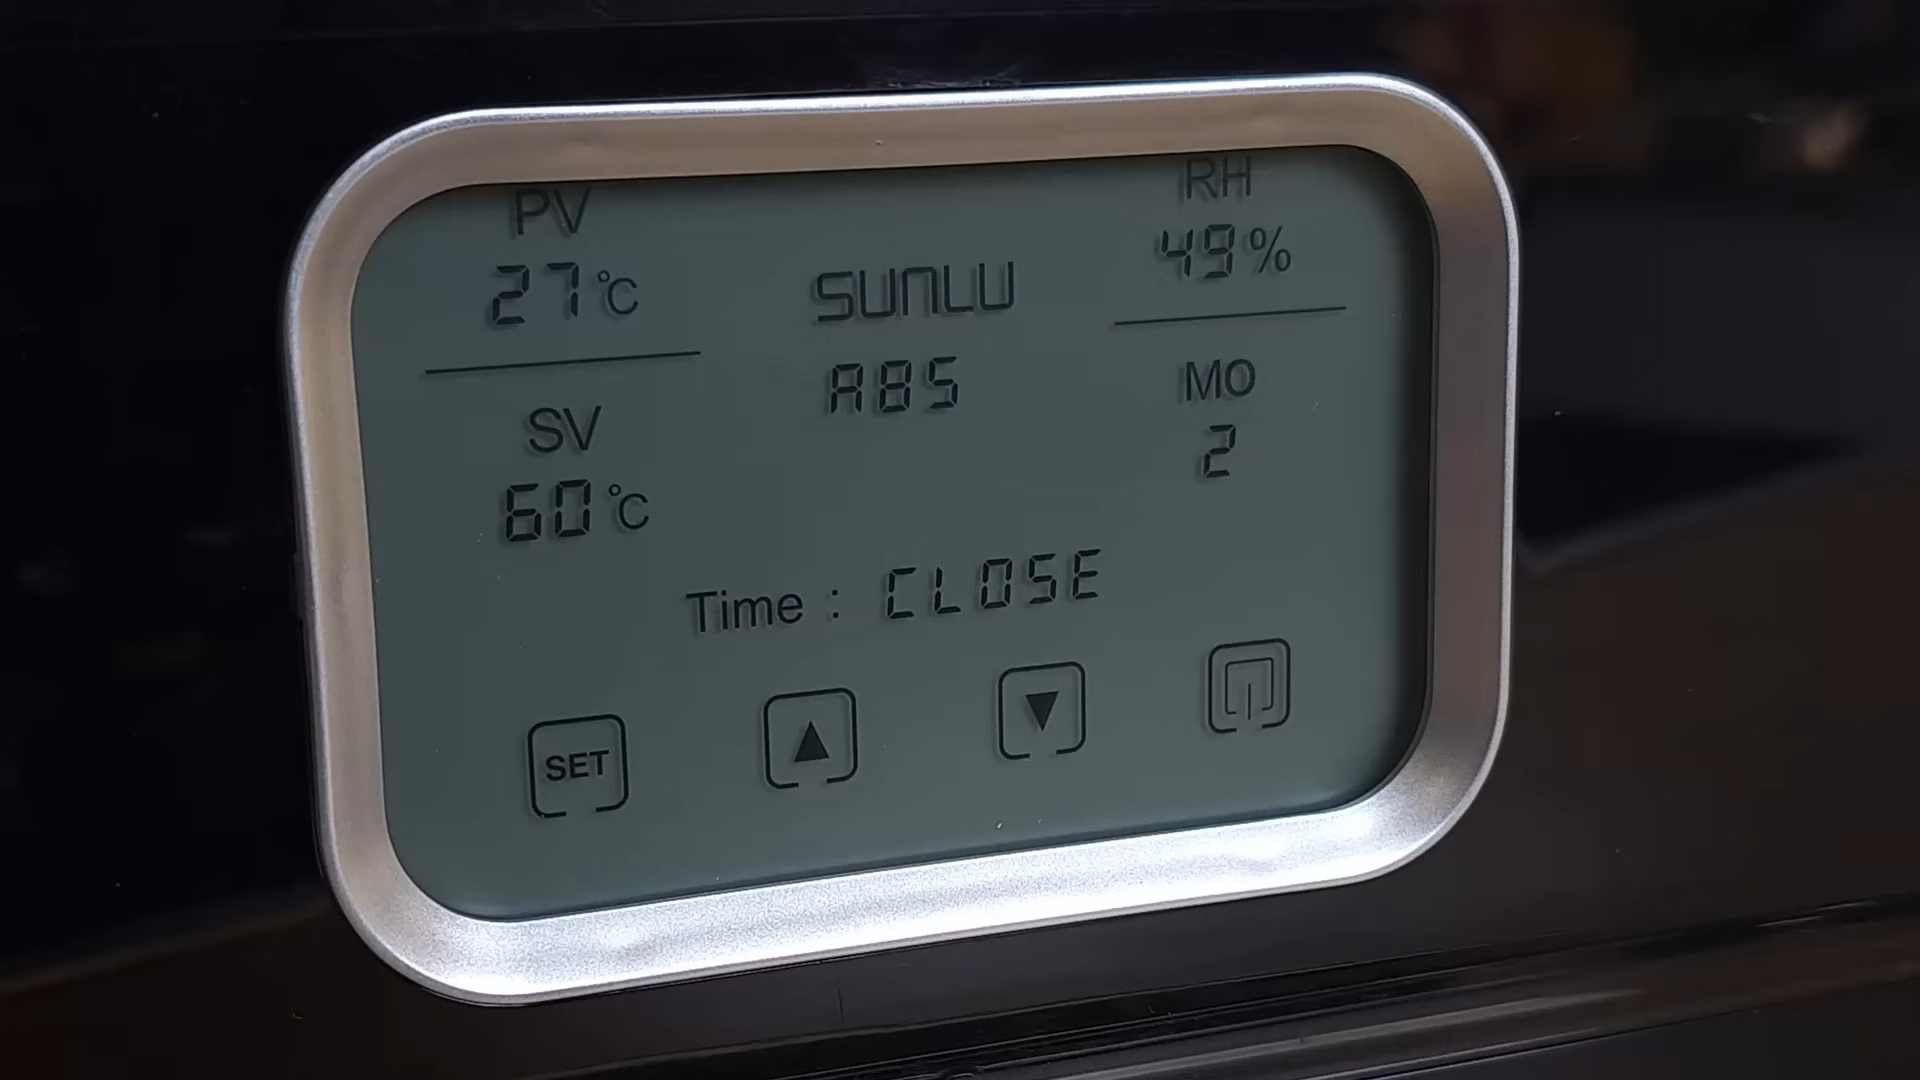 PV
27°C
SV
60°C
SUNLU
ABS
RH
49%
MO
2
Time : CLOSE
SET